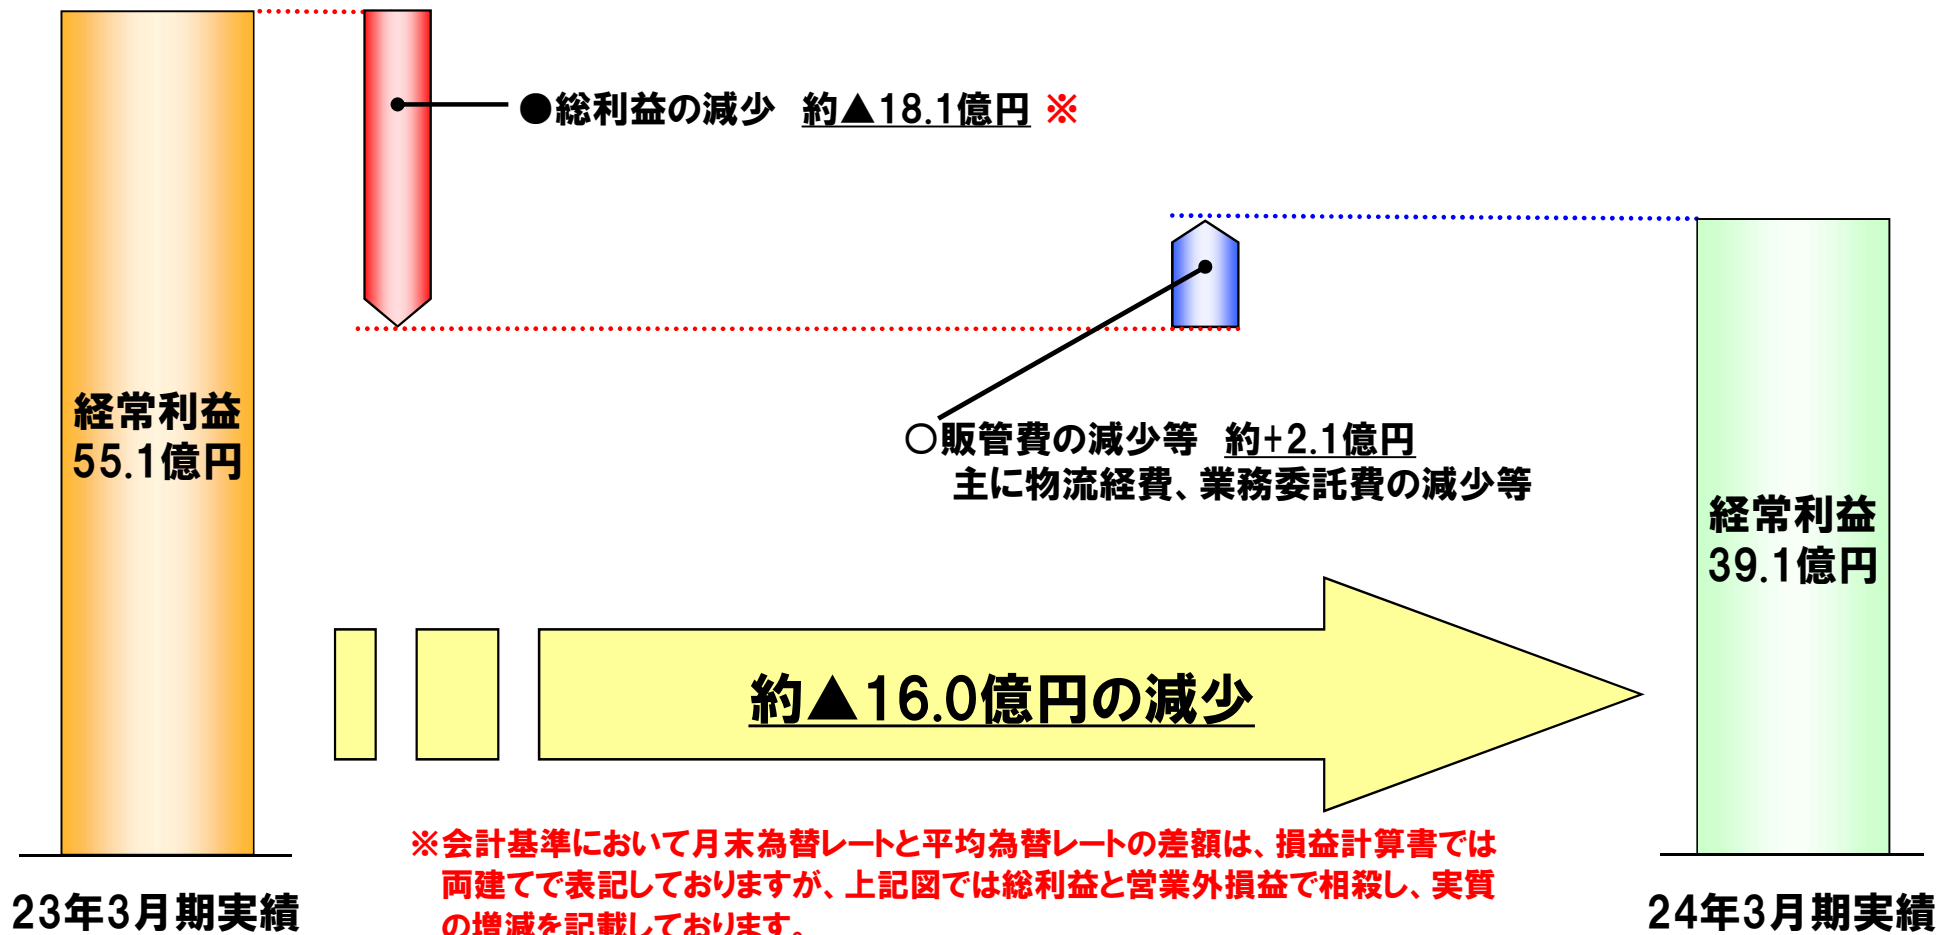 ●総利益の減少 約▲18.1億円 ※
経常利益
55.1億円
○販管費の減少等 約+2.1億円
主に物流経費、業務委託費の減少等
経常利益
39.1億円
約▲16.0億円の減少
※会計基準において月末為替レートと平均為替レートの差額は、損益計算書では
両建てで表記しておりますが、上記図では総利益と営業外損益で相殺し、実質
の増減を記載しております。
23年3月期実績
24年3月期実績